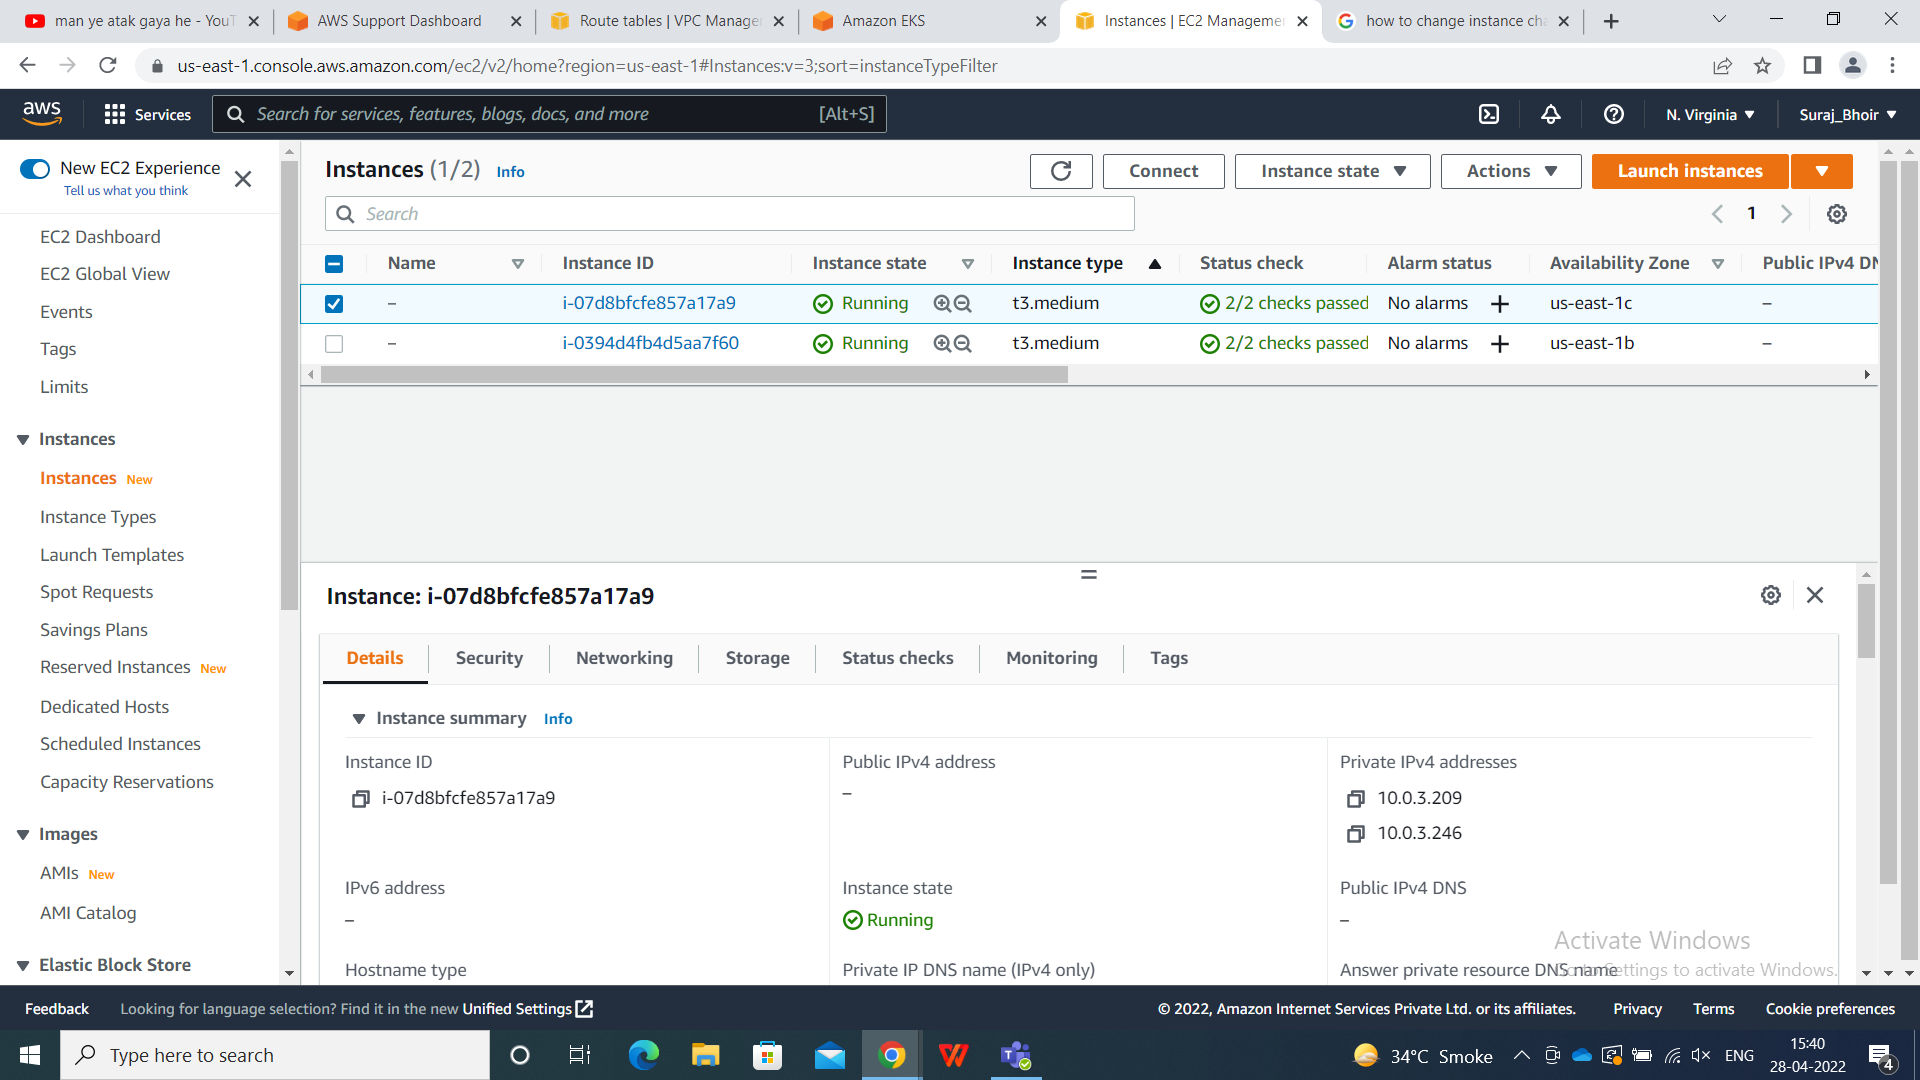 man ye atak gaya he - YouT
AWS Support Dashboard
Route tables | VPC Manage
Amazon EKS
Instances | EC2 Manageme
how to change instance cha
us-east-1.console.aws.amazon.com/ec2/v2/home?region=us-east-1#Instances:v=3;sort=instanceTypeFilter
aws
Services
Search for services, features, blogs, docs, and more
[Alt+S]
N. Virginia
Suraj_Bhoir
New EC2 Experience
Tell us what you think
EC2 Dashboard
EC2 Global View
Events
Tags
Limits
Instances
Instances New
Instance Types
Launch Templates
Spot Requests
Savings Plans
Reserved Instances New
Dedicated Hosts
Scheduled Instances
Capacity Reservations
Images
AMIs New
AMI Catalog
Elastic Block Store
Instances (1/2) Info
Connect
Instance state
Actions
Launch instances
Search
1
Name Instance ID Instance state Instance type Status check Alarm status Availability Zone Public IPv4 DN
– i-07d8bfcfe857a17a9 Running t3.medium 2/2 checks passed No alarms + us-east-1c –
– i-0394d4fb4d5aa7f60 Running t3.medium 2/2 checks passed No alarms + us-east-1b –
Instance: i-07d8bfcfe857a17a9
Details Security Networking Storage Status checks Monitoring Tags
Instance summary Info
Instance ID
i-07d8bfcfe857a17a9
Public IPv4 address
–
Private IPv4 addresses
10.0.3.209
10.0.3.246
IPv6 address
–
Instance state
Running
Public IPv4 DNS
–
Hostname type
Private IP DNS name (IPv4 only)
Answer private resource DNS name
Activate Windows
Go to Settings to activate Windows.
Feedback
Looking for language selection? Find it in the new Unified Settings
© 2022, Amazon Internet Services Private Ltd. or its affiliates.
Privacy
Terms
Cookie preferences
Type here to search
34°C Smoke
ENG
15:40
28-04-2022
4